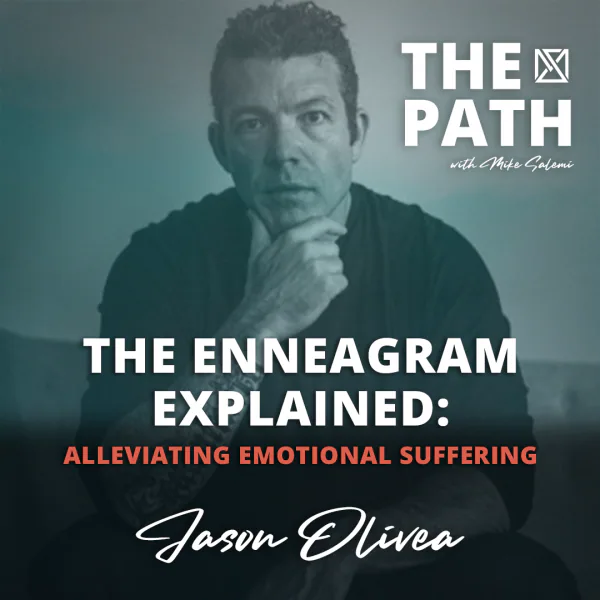 THE
PATH
with Mike Salemi
THE ENNEAGRAM
EXPLAINED:
ALLEVIATING EMOTIONAL SUFFERING
Jason Olivea